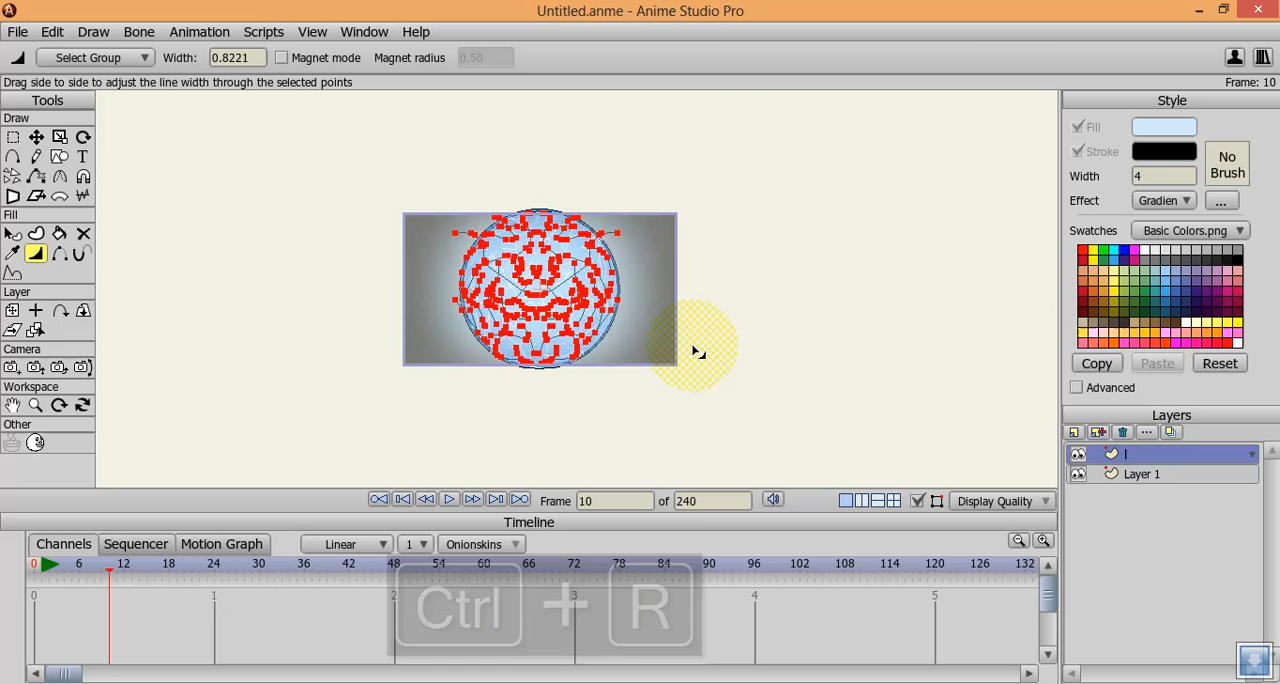 Untitled.anme - Anime Studio Pro
File Edit Draw Bone Animation Scripts View Window Help
Select Group Width: 0.8221 Magnet mode Magnet radius 0.50
Drag side to side to adjust the line width through the selected points Frame: 10
Tools Style
Draw
Fill
Stroke
No Brush
Width 4
Effect Gradien ...
Fill
Swatches Basic Colors.png
Layer
Camera
Copy Paste Reset
Advanced
Workspace
Layers
Other
l
Layer 1
Frame 10 of 240 Display Quality
Timeline
Channels Sequencer Motion Graph Linear 1 Onionskins
0 6 12 18 24 30 36 42 48 54 60 66 72 78 84 90 96 102 108 114 120 126 132
0 1 2 3 4 5
Ctrl + R